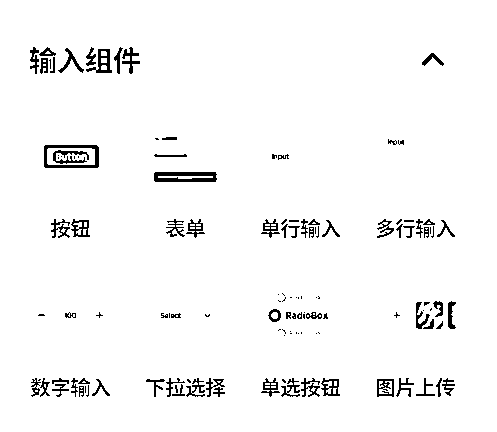 输入组件
Button
Input
Input
按钮 表单 单行输入 多行输入
- 100 +
Select
RadioBox
+
数字输入 下拉选择 单选按钮 图片上传